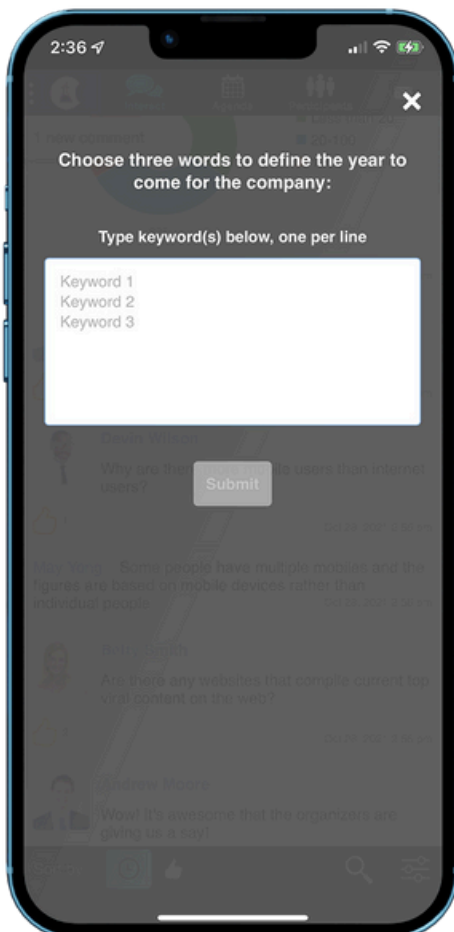 2:36
1 new comment
20-100
Choose three words to define the year to
come for the company:
Type keyword(s) below, one per line
Keyword 1
Keyword 2
Keyword 3
Submit
Why are there more mobile users than internet
users?
Some people have multiple mobiles and the
figures are based on mobile devices rather than
individual people
Are there any websites that compile current top
viral content on the web?
Andrew Moore
Wow! It's awesome that the organizers are
giving us a say!